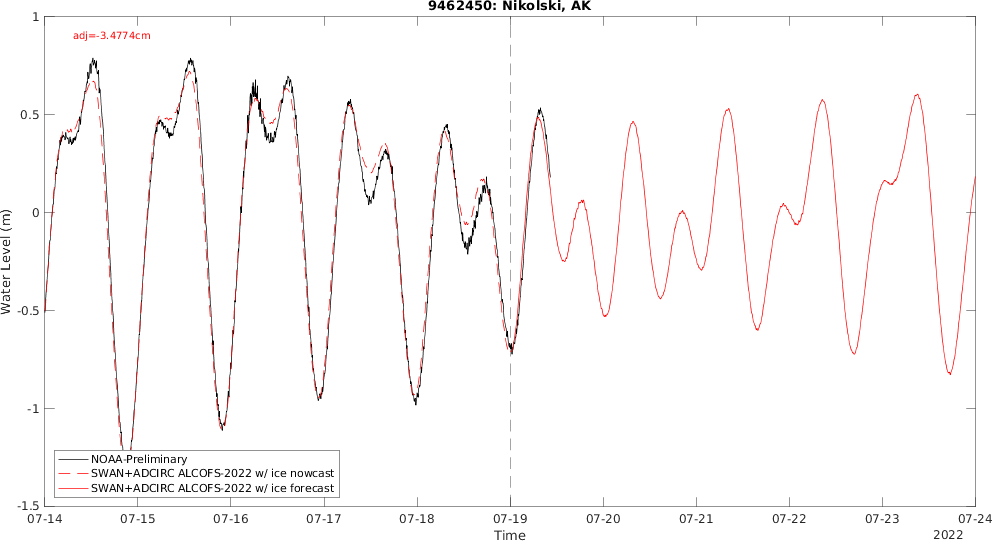 9462450: Nikolski, AK
adj=-3.4774cm
1
0.5
0
-0.5
-1
-1.5
Water Level (m)
NOAA-Preliminary
SWAN+ADCIRC ALCOFS-2022 w/ ice nowcast
SWAN+ADCIRC ALCOFS-2022 w/ ice forecast
07-14 07-15 07-16 07-17 07-18 07-19 07-20 07-21 07-22 07-23 07-24
Time
2022